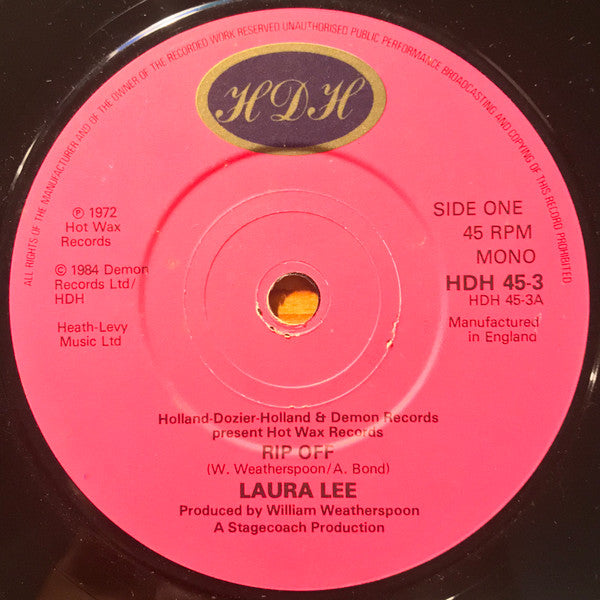 ALL RIGHTS OF THE MANUFACTURER AND OF THE OWNER OF THE RECORDED WORK RESERVED UNAUTHORISED PUBLIC PERFORMANCE BROADCASTING AND COPYING OF THIS RECORD PROHIBITED
HDH
℗ 1972
Hot Wax
Records
© 1984 Demon
Records Ltd/
HDH
Heath-Levy
Music Ltd
SIDE ONE
45 RPM
MONO
HDH 45-3
HDH 45-3A
Manufactured
in England
Holland-Dozier-Holland & Demon Records
present Hot Wax Records
RIP OFF
(W. Weatherspoon/A. Bond)
LAURA LEE
Produced by William Weatherspoon
A Stagecoach Production